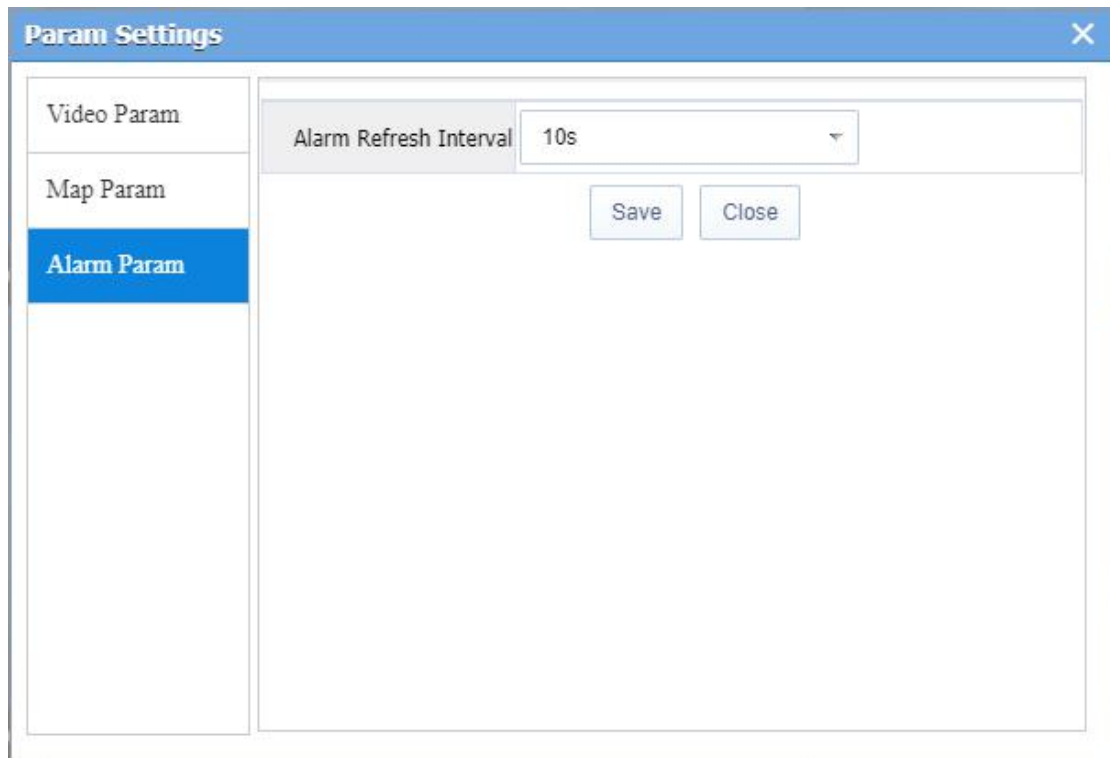 Param Settings
Video Param
Map Param
Alarm Param
Alarm Refresh Interval 10s
Save Close